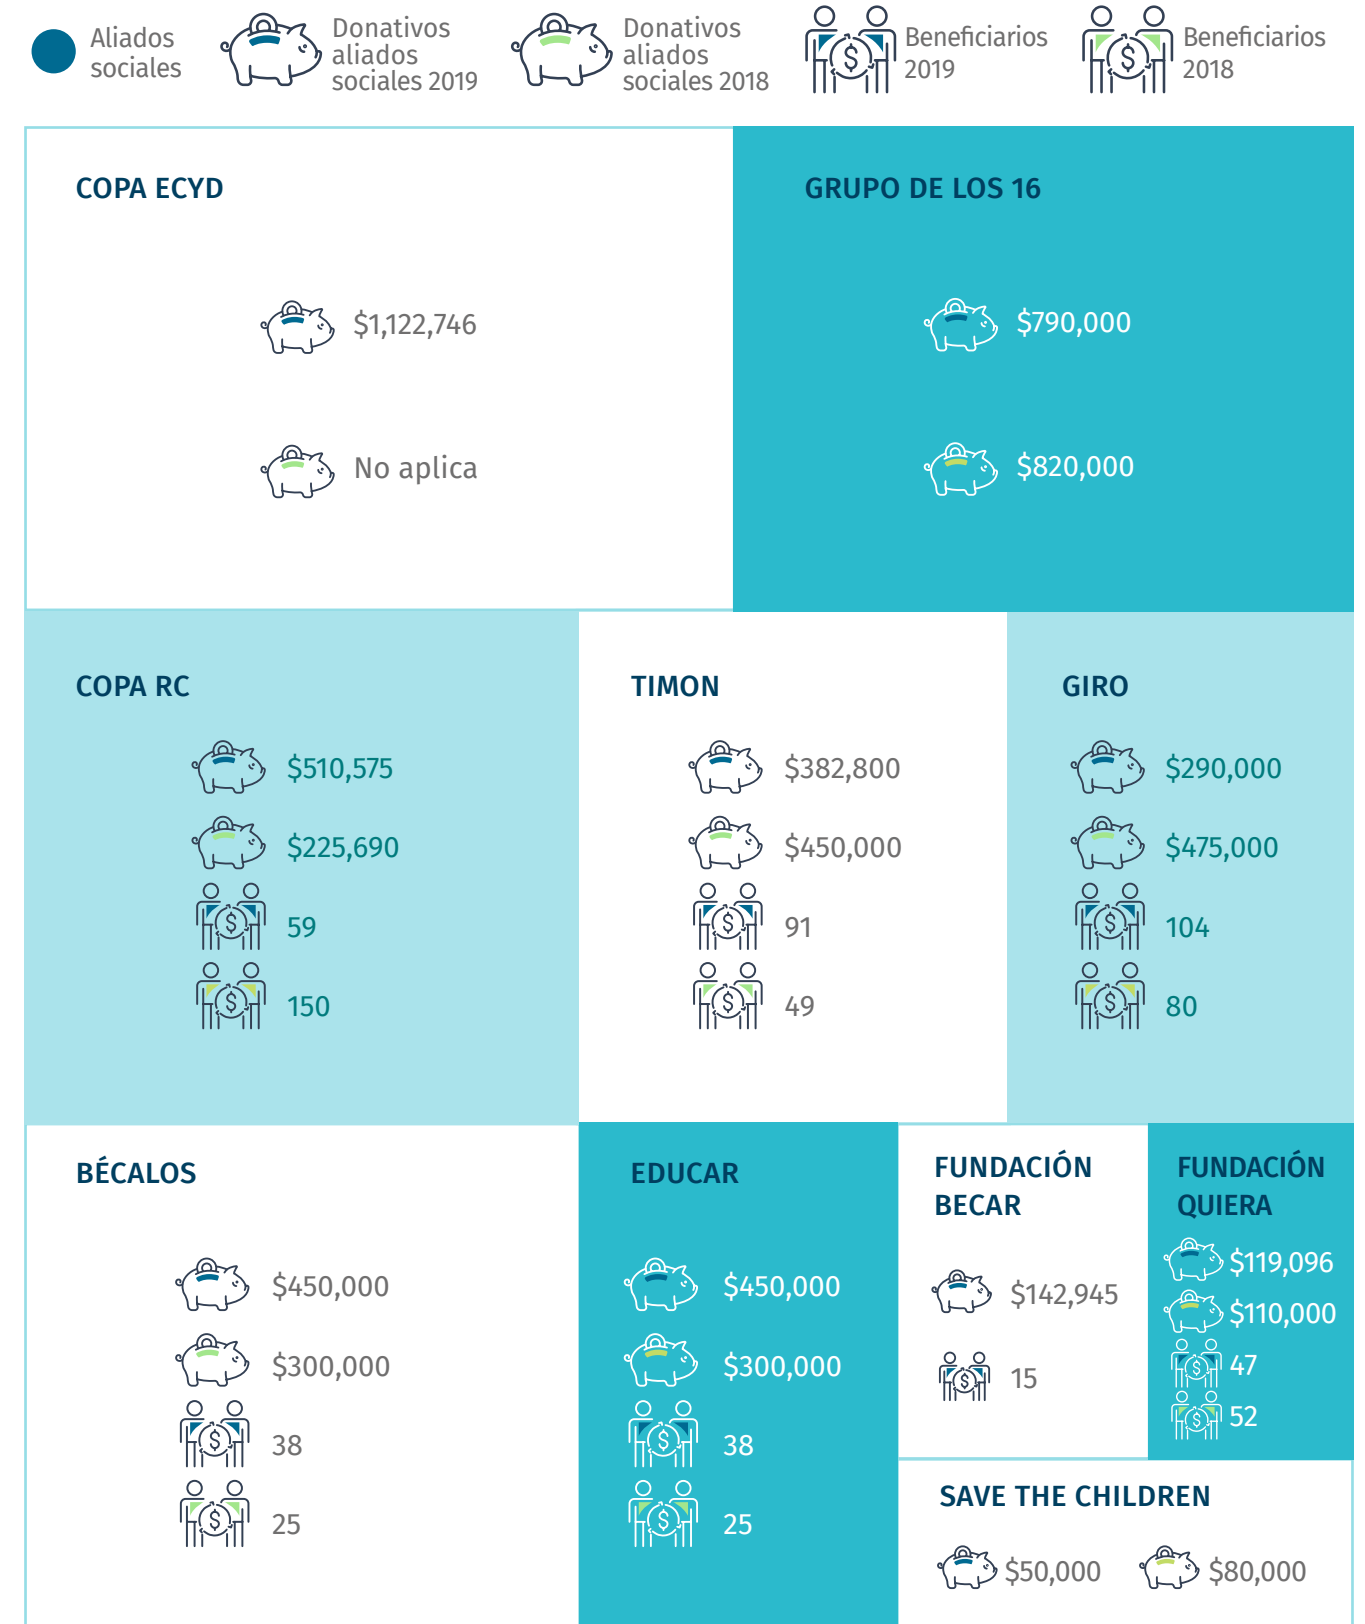 Aliados
sociales
Donativos
aliados
sociales 2019
Donativos
aliados
sociales 2018
Beneficiarios
2019
Beneficiarios
2018
COPA ECYD
$1,122,746
No aplica
GRUPO DE LOS 16
$790,000
$820,000
COPA RC
$510,575
$225,690
$ 59
$ 150
TIMON
$382,800
$450,000
$ 91
$ 49
GIRO
$290,000
$475,000
$ 104
$ 80
BÉCALOS
$450,000
$300,000
$ 38
$ 25
EDUCAR
$450,000
$300,000
$ 38
$ 25
FUNDACIÓN
BECAR
$142,945
$ 15
FUNDACIÓN
QUIERA
$119,096
$110,000
$ 47
$ 52
SAVE THE CHILDREN
$50,000 $80,000